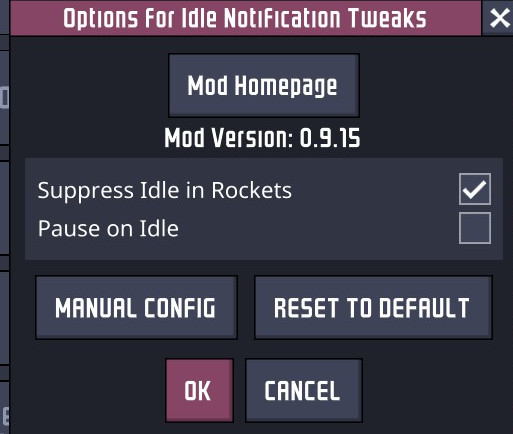 Options For Idle Notification Tweaks
Mod Homepage
Mod Version: 0.9.15
Suppress Idle in Rockets
Pause on Idle
MANUAL CONFIG
RESET TO DEFAULT
OK
CANCEL